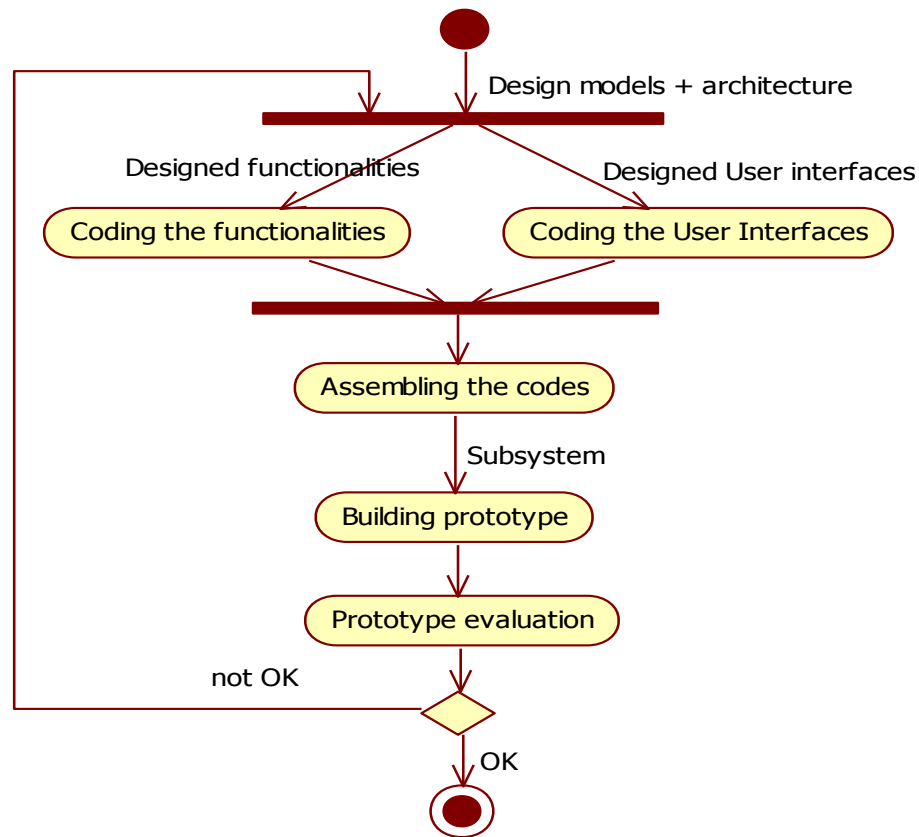 Design models + architecture
Designed functionalities
Designed User interfaces
Coding the functionalities
Coding the User Interfaces
Assembling the codes
Subsystem
Building prototype
Prototype evaluation
not OK
OK